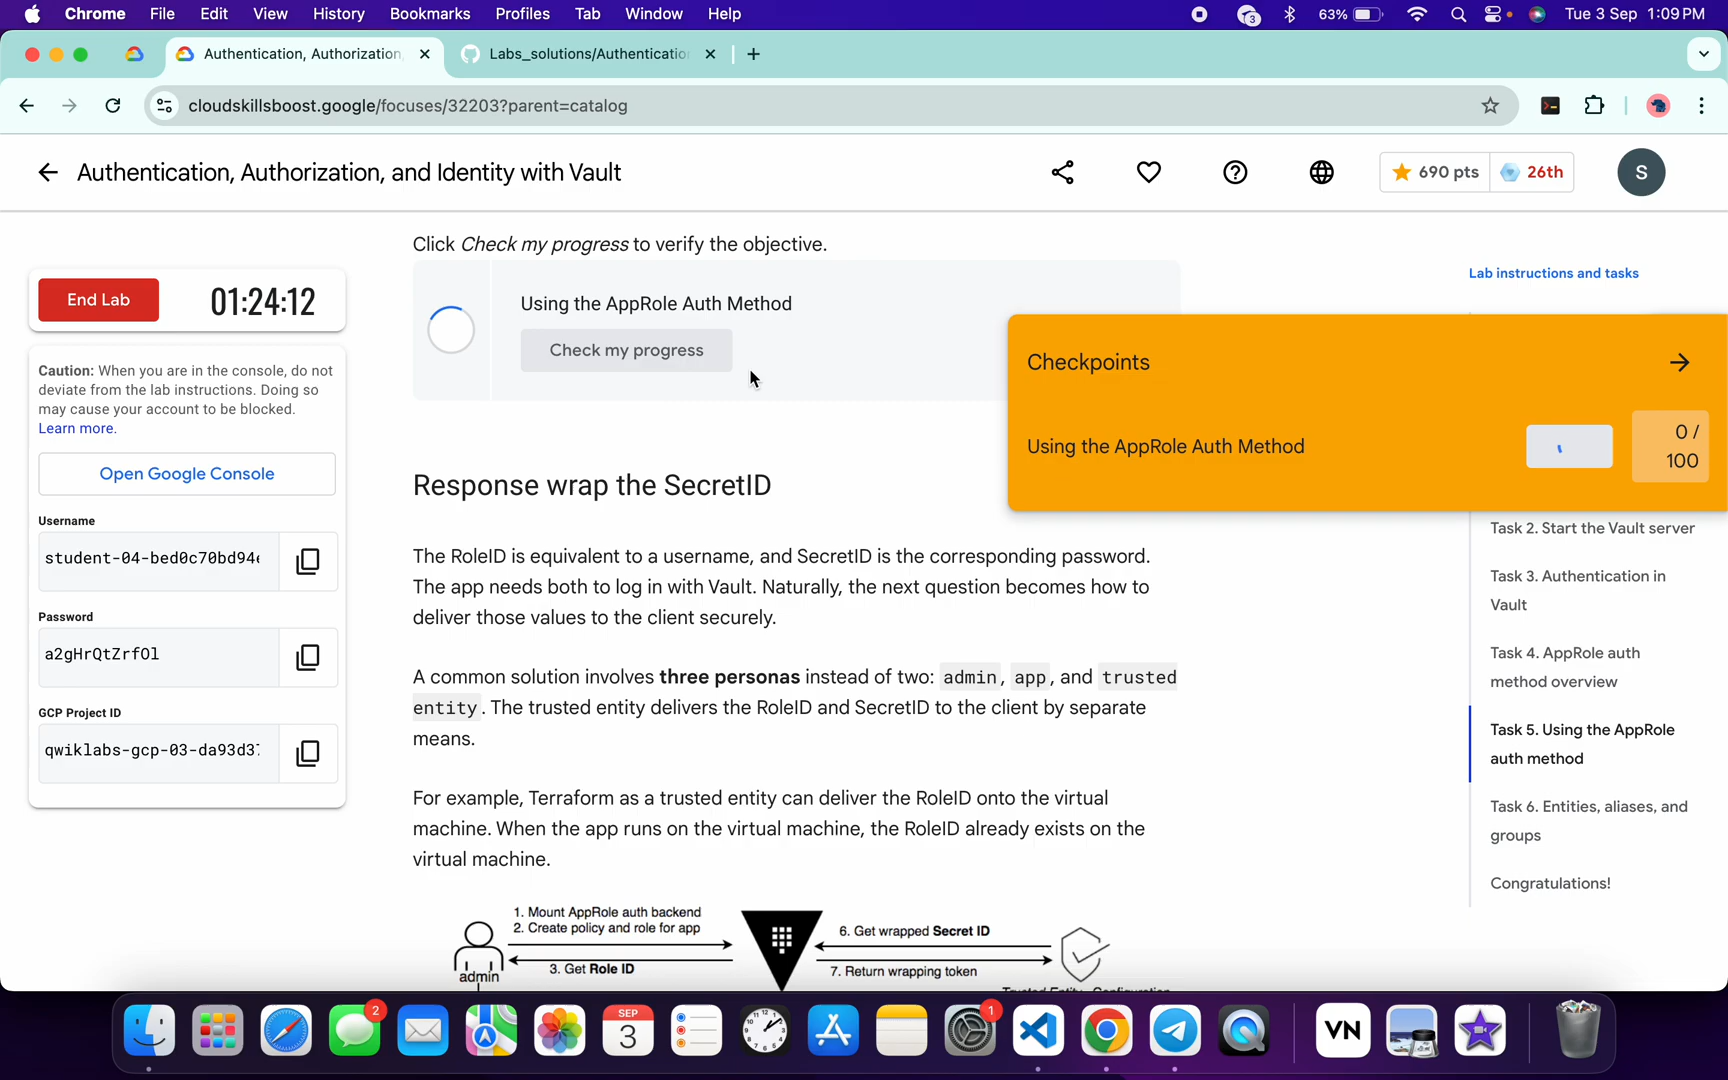 Chrome File Edit View History Bookmarks Profiles Tab Window Help 3 63% Tue 3 Sep 1:09 PM
Authentication, Authorization, Labs_solutions/Authenticatio
cloudskillsboost.google/focuses/32203?parent=catalog
Authentication, Authorization, and Identity with Vault 690 pts 26th S
Click Check my progress to verify the objective.
End Lab 01:24:12
Using the AppRole Auth Method
Check my progress
Lab instructions and tasks
Checkpoints
Using the AppRole Auth Method
0 /
100
Caution: When you are in the console, do not
deviate from the lab instructions. Doing so
may cause your account to be blocked.
Learn more.
Open Google Console
Username
student-04-bed0c70bd94
Password
a2gHrQtZrfOl
GCP Project ID
qwiklabs-gcp-03-da93d37
Response wrap the SecretID
The RoleID is equivalent to a username, and SecretID is the corresponding password.
The app needs both to log in with Vault. Naturally, the next question becomes how to
deliver those values to the client securely.
A common solution involves three personas instead of two: admin, app, and trusted
entity. The trusted entity delivers the RoleID and SecretID to the client by separate
means.
For example, Terraform as a trusted entity can deliver the RoleID onto the virtual
machine. When the app runs on the virtual machine, the RoleID already exists on the
virtual machine.
1. Mount AppRole auth backend
2. Create policy and role for app
3. Get Role ID
admin
6. Get wrapped Secret ID
7. Return wrapping token
Task 2. Start the Vault server
Task 3. Authentication in
Vault
Task 4. AppRole auth
method overview
Task 5. Using the AppRole
auth method
Task 6. Entities, aliases, and
groups
Congratulations!
2
SEP
3
1
VN